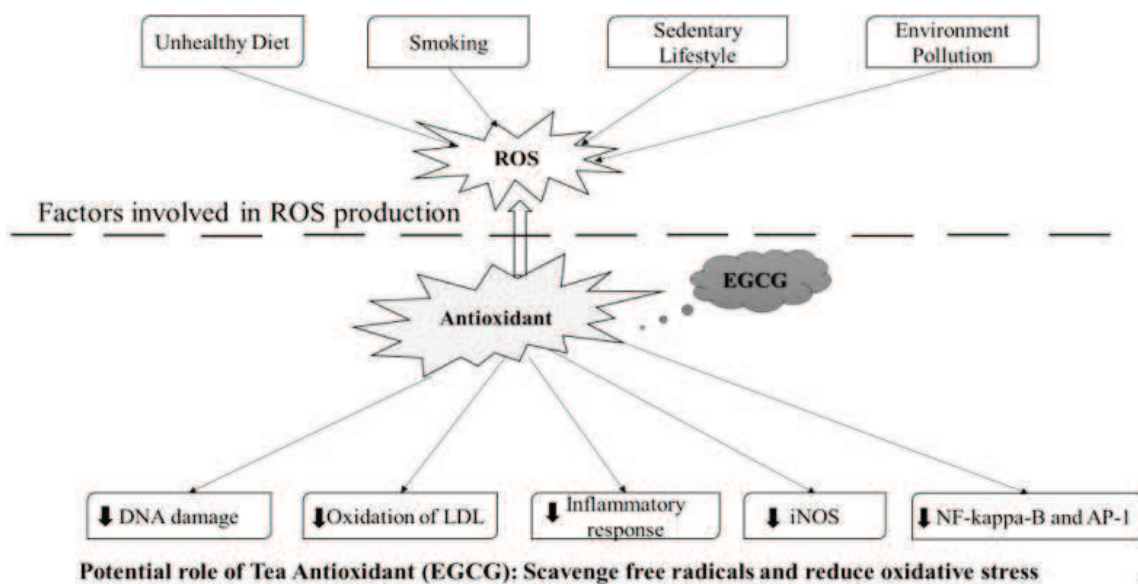 Unhealthy Diet
Smoking
Sedentary
Lifestyle
Environment
Pollution
ROS
Factors involved in ROS production
EGCG
Antioxidant
DNA damage
Oxidation of LDL
Inflammatory
response
iNOS
NF-kappa-B and AP-1
Potential role of Tea Antioxidant (EGCG): Scavenge free radicals and reduce oxidative stress